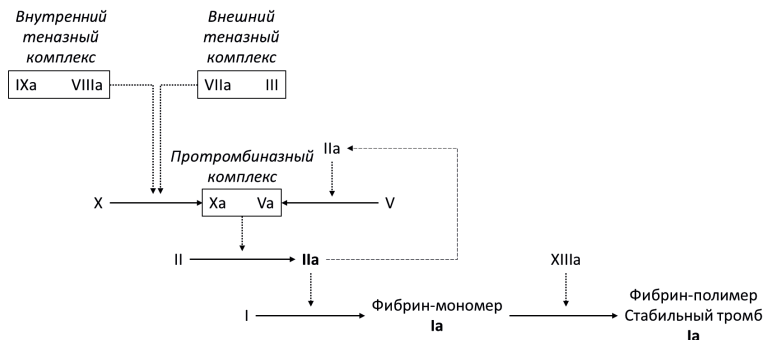 Внутренний
теназный
комплекс
Внешний
теназный
комплекс
IXa VIIIa
VIIa III
Протромбиназный
комплекс
IIa
X
Xa Va
V
II
IIa
XIIIa
I
Фибрин-мономер
Ia
Фибрин-полимер
Стабильный тромб
Ia